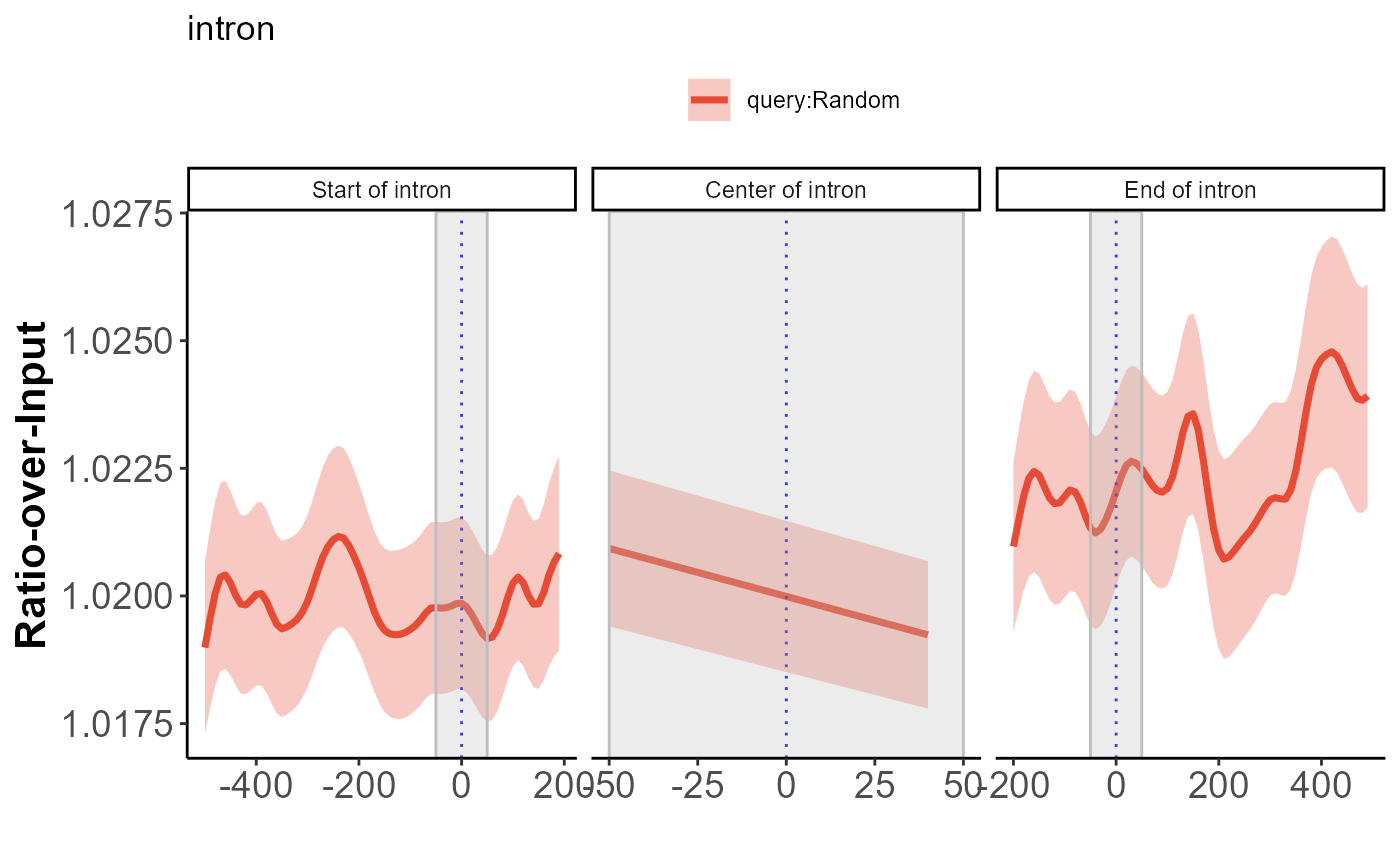 intron
query:Random
Start of intron
Center of intron
End of intron
Ratio-over-Input
1.0275
1.0250
1.0225
1.0200
1.0175
-400 -200 0 200
-50 -25 0 25 50
-200 0 200 400